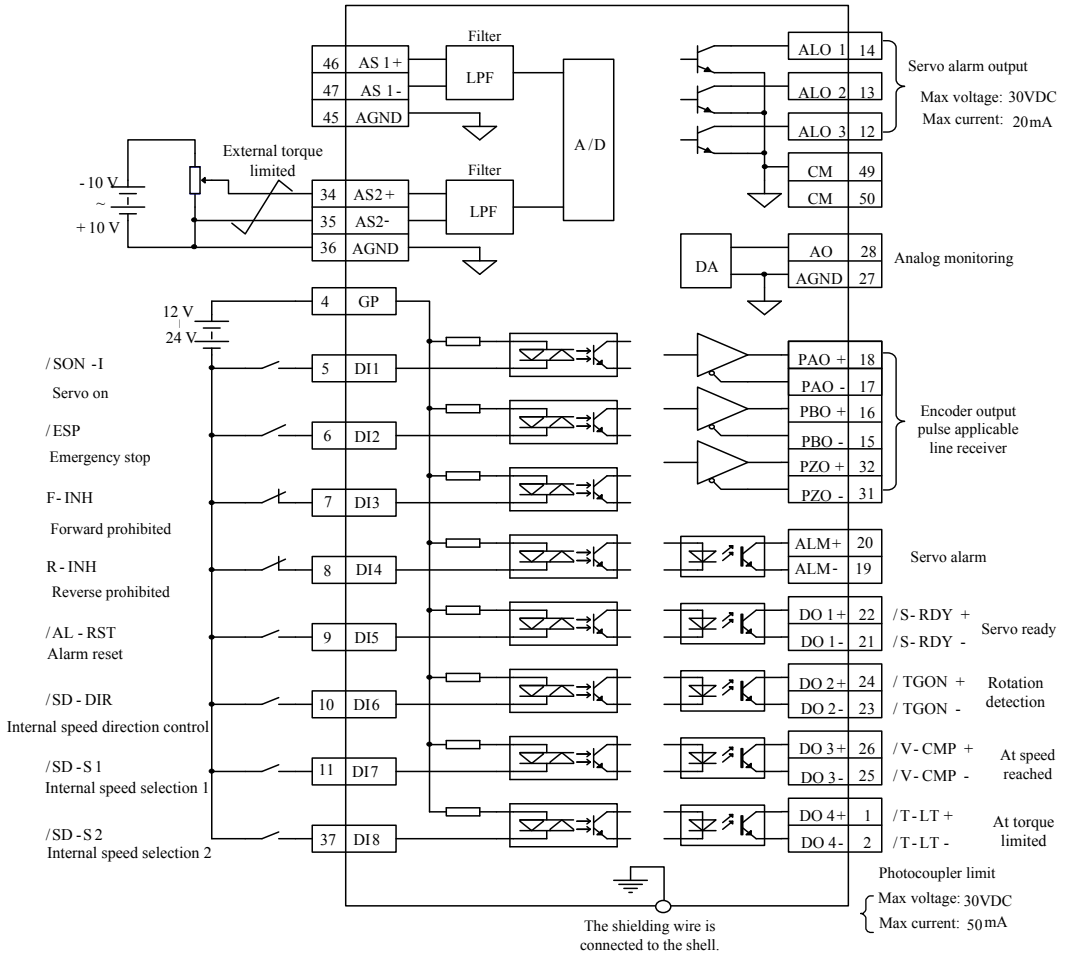 Filter
46 AS 1+
LPF
47 AS 1-
45 AGND
A/D
External torque
limited
-10 V
~
+10 V
Filter
34 AS2+
LPF
35 AS2-
36 AGND
ALO 1 14
ALO 2 13
ALO 3 12
CM 49
CM 50
Servo alarm output
Max voltage: 30VDC
Max current: 20mA
DA
AO 28
AGND 27
Analog monitoring
4 GP
12 V
24 V
/SON -I
Servo on
5 DI1
/ESP
Emergency stop
6 DI2
F-INH
Forward prohibited
7 DI3
R-INH
Reverse prohibited
8 DI4
/AL-RST
Alarm reset
9 DI5
/SD-DIR
Internal speed direction control
10 DI6
/SD-S1
Internal speed selection 1
11 DI7
/SD-S2
Internal speed selection 2
37 DI8
PAO + 18
PAO - 17
PBO + 16
PBO - 15
PZO + 32
PZO - 31
Encoder output
pulse applicable
line receiver
ALM+ 20
ALM- 19
Servo alarm
DO 1+ 22 /S-RDY +
DO 1- 21 /S-RDY -
Servo ready
DO 2+ 24 /TGON +
DO 2- 23 /TGON -
Rotation
detection
DO 3+ 26 /V-CMP +
DO 3- 25 /V-CMP -
At speed
reached
DO 4+ 1 /T-LT +
DO 4- 2 /T-LT -
At torque
limited
Photocoupler limit
Max voltage: 30VDC
Max current: 50mA
The shielding wire is
connected to the shell.